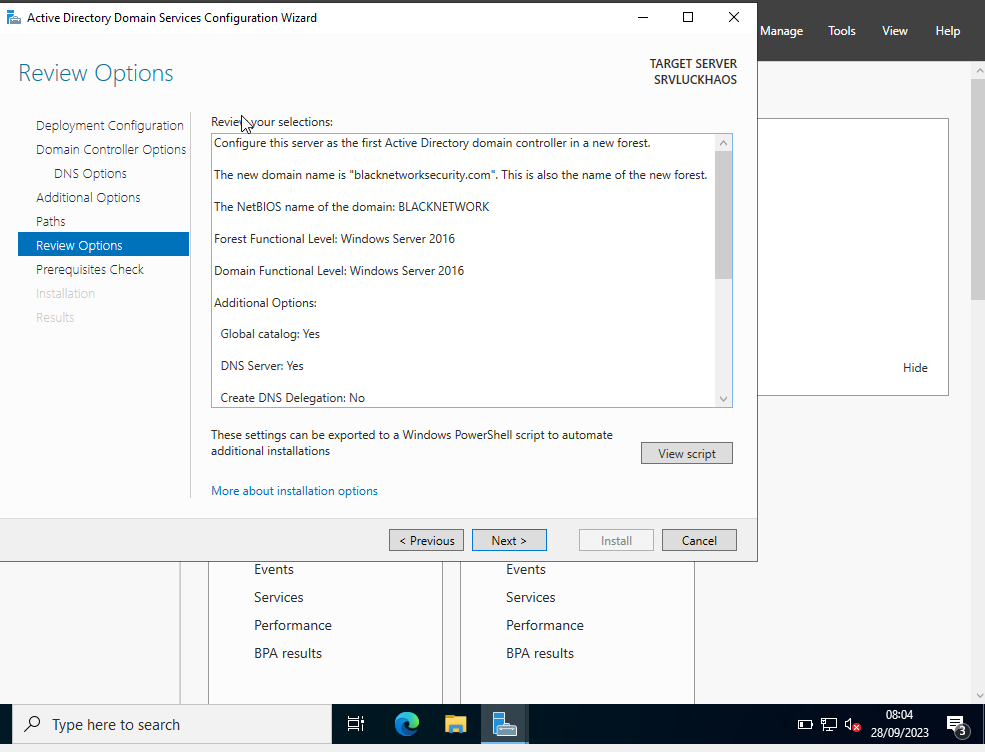 Active Directory Domain Services Configuration Wizard
Manage Tools View Help
Review Options
TARGET SERVER
SRVLUCKHAOS
Deployment Configuration
Domain Controller Options
DNS Options
Additional Options
Paths
Review Options
Prerequisites Check
Installation
Results
Review your selections:
Configure this server as the first Active Directory domain controller in a new forest.
The new domain name is "blacknetworksecurity.com". This is also the name of the new forest.
The NetBIOS name of the domain: BLACKNETWORK
Forest Functional Level: Windows Server 2016
Domain Functional Level: Windows Server 2016
Additional Options:
Global catalog: Yes
DNS Server: Yes
Create DNS Delegation: No
These settings can be exported to a Windows PowerShell script to automate
additional installations
View script
More about installation options
< Previous
Next >
Install
Cancel
Hide
Events
Services
Performance
BPA results
Events
Services
Performance
BPA results
Type here to search
08:04
28/09/2023
3